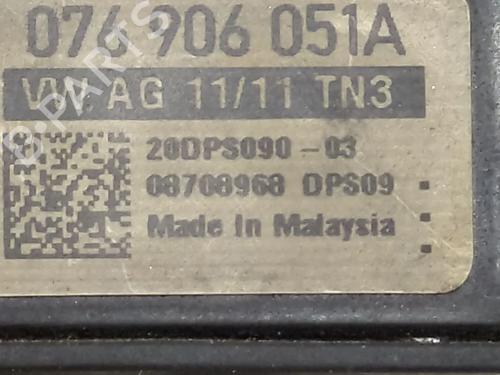 076 906 051A
VW AG 11/11 TN3
20DPS090-03
08708968 DPS09
Made In Malaysia